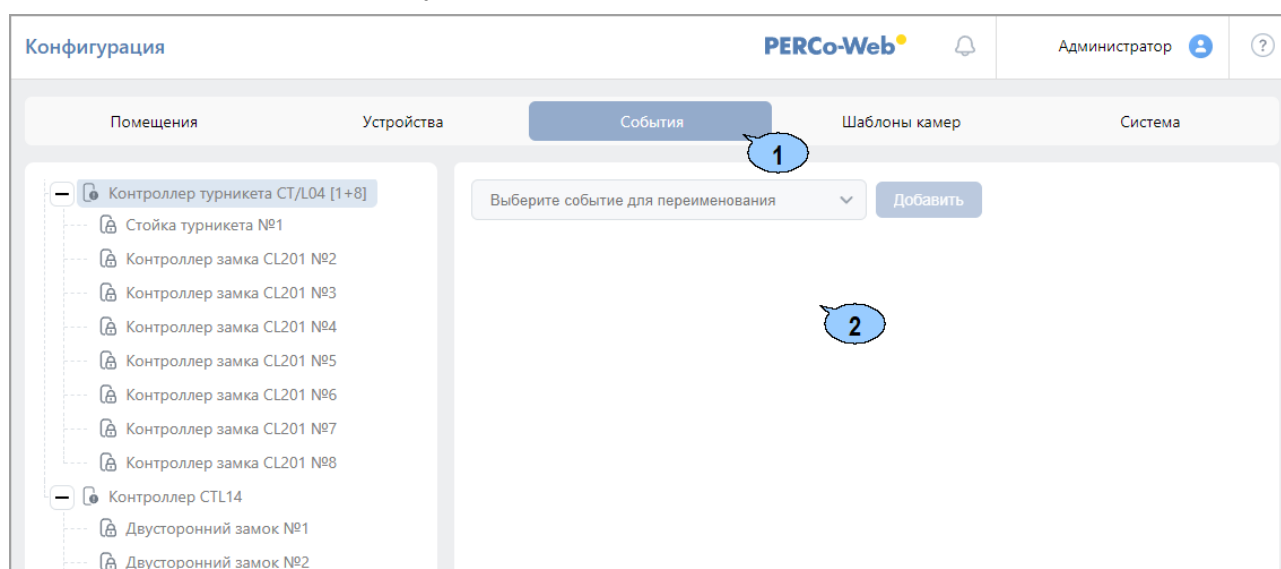 Конфигурация
PERCo-Web
Администратор
?
Помещения Устройства События Шаблоны камер Система
1
Контроллер турникета CT/L04 [1+8]
Выберите событие для переименования Добавить
Стойка турникета №1
Контроллер замка CL201 №2
Контроллер замка CL201 №3
Контроллер замка CL201 №4
2
Контроллер замка CL201 №5
Контроллер замка CL201 №6
Контроллер замка CL201 №7
Контроллер замка CL201 №8
Контроллер CTL14
Двусторонний замок №1
Двусторонний замок №2